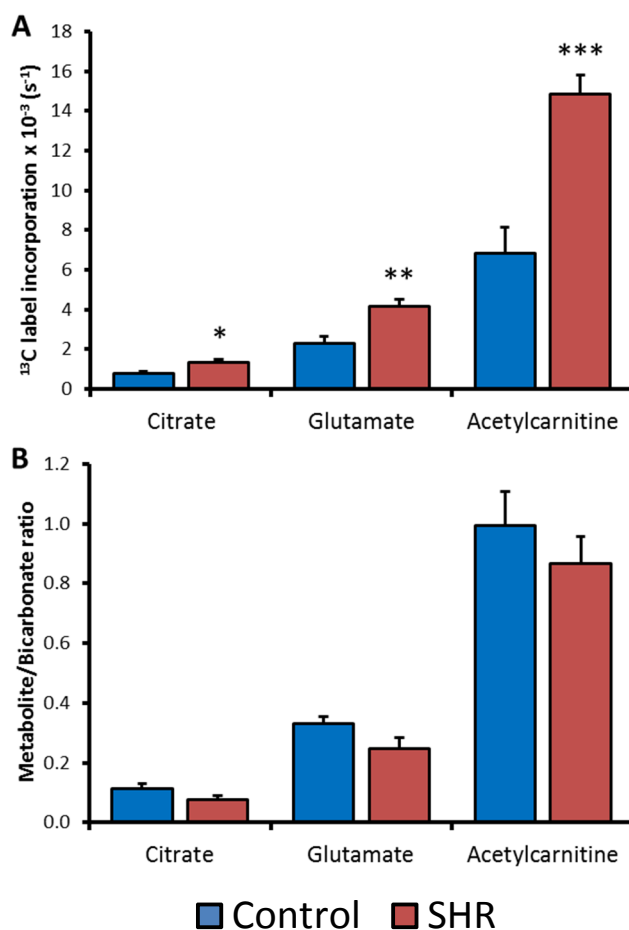 A
¹³C label incorporation x 10⁻³ (s⁻¹)
18
16
14
12
10
8
6
4
2
0
*
**
***
Citrate Glutamate Acetylcarnitine
B
Metabolite/Bicarbonate ratio
1.2
1.0
0.8
0.6
0.4
0.2
0.0
Citrate Glutamate Acetylcarnitine
Control SHR